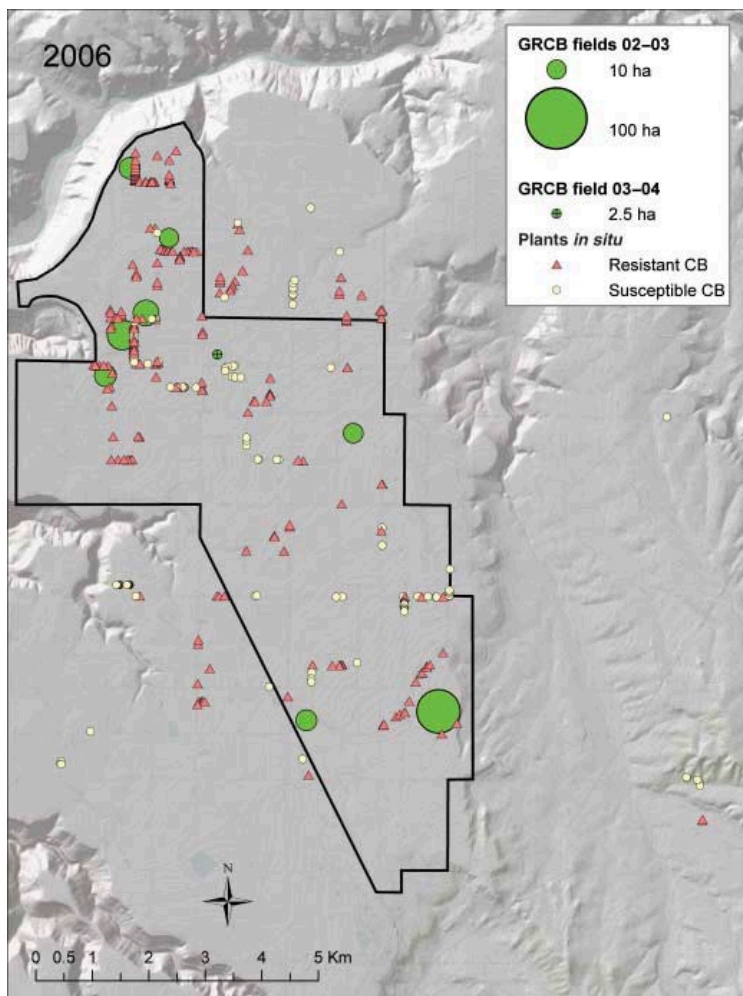 2006
GRCB fields 02–03
10 ha
100 ha
GRCB field 03–04
2.5 ha
Plants in situ
Resistant CB
Susceptible CB
N
0 0.5 1 2 3 4 5 Km